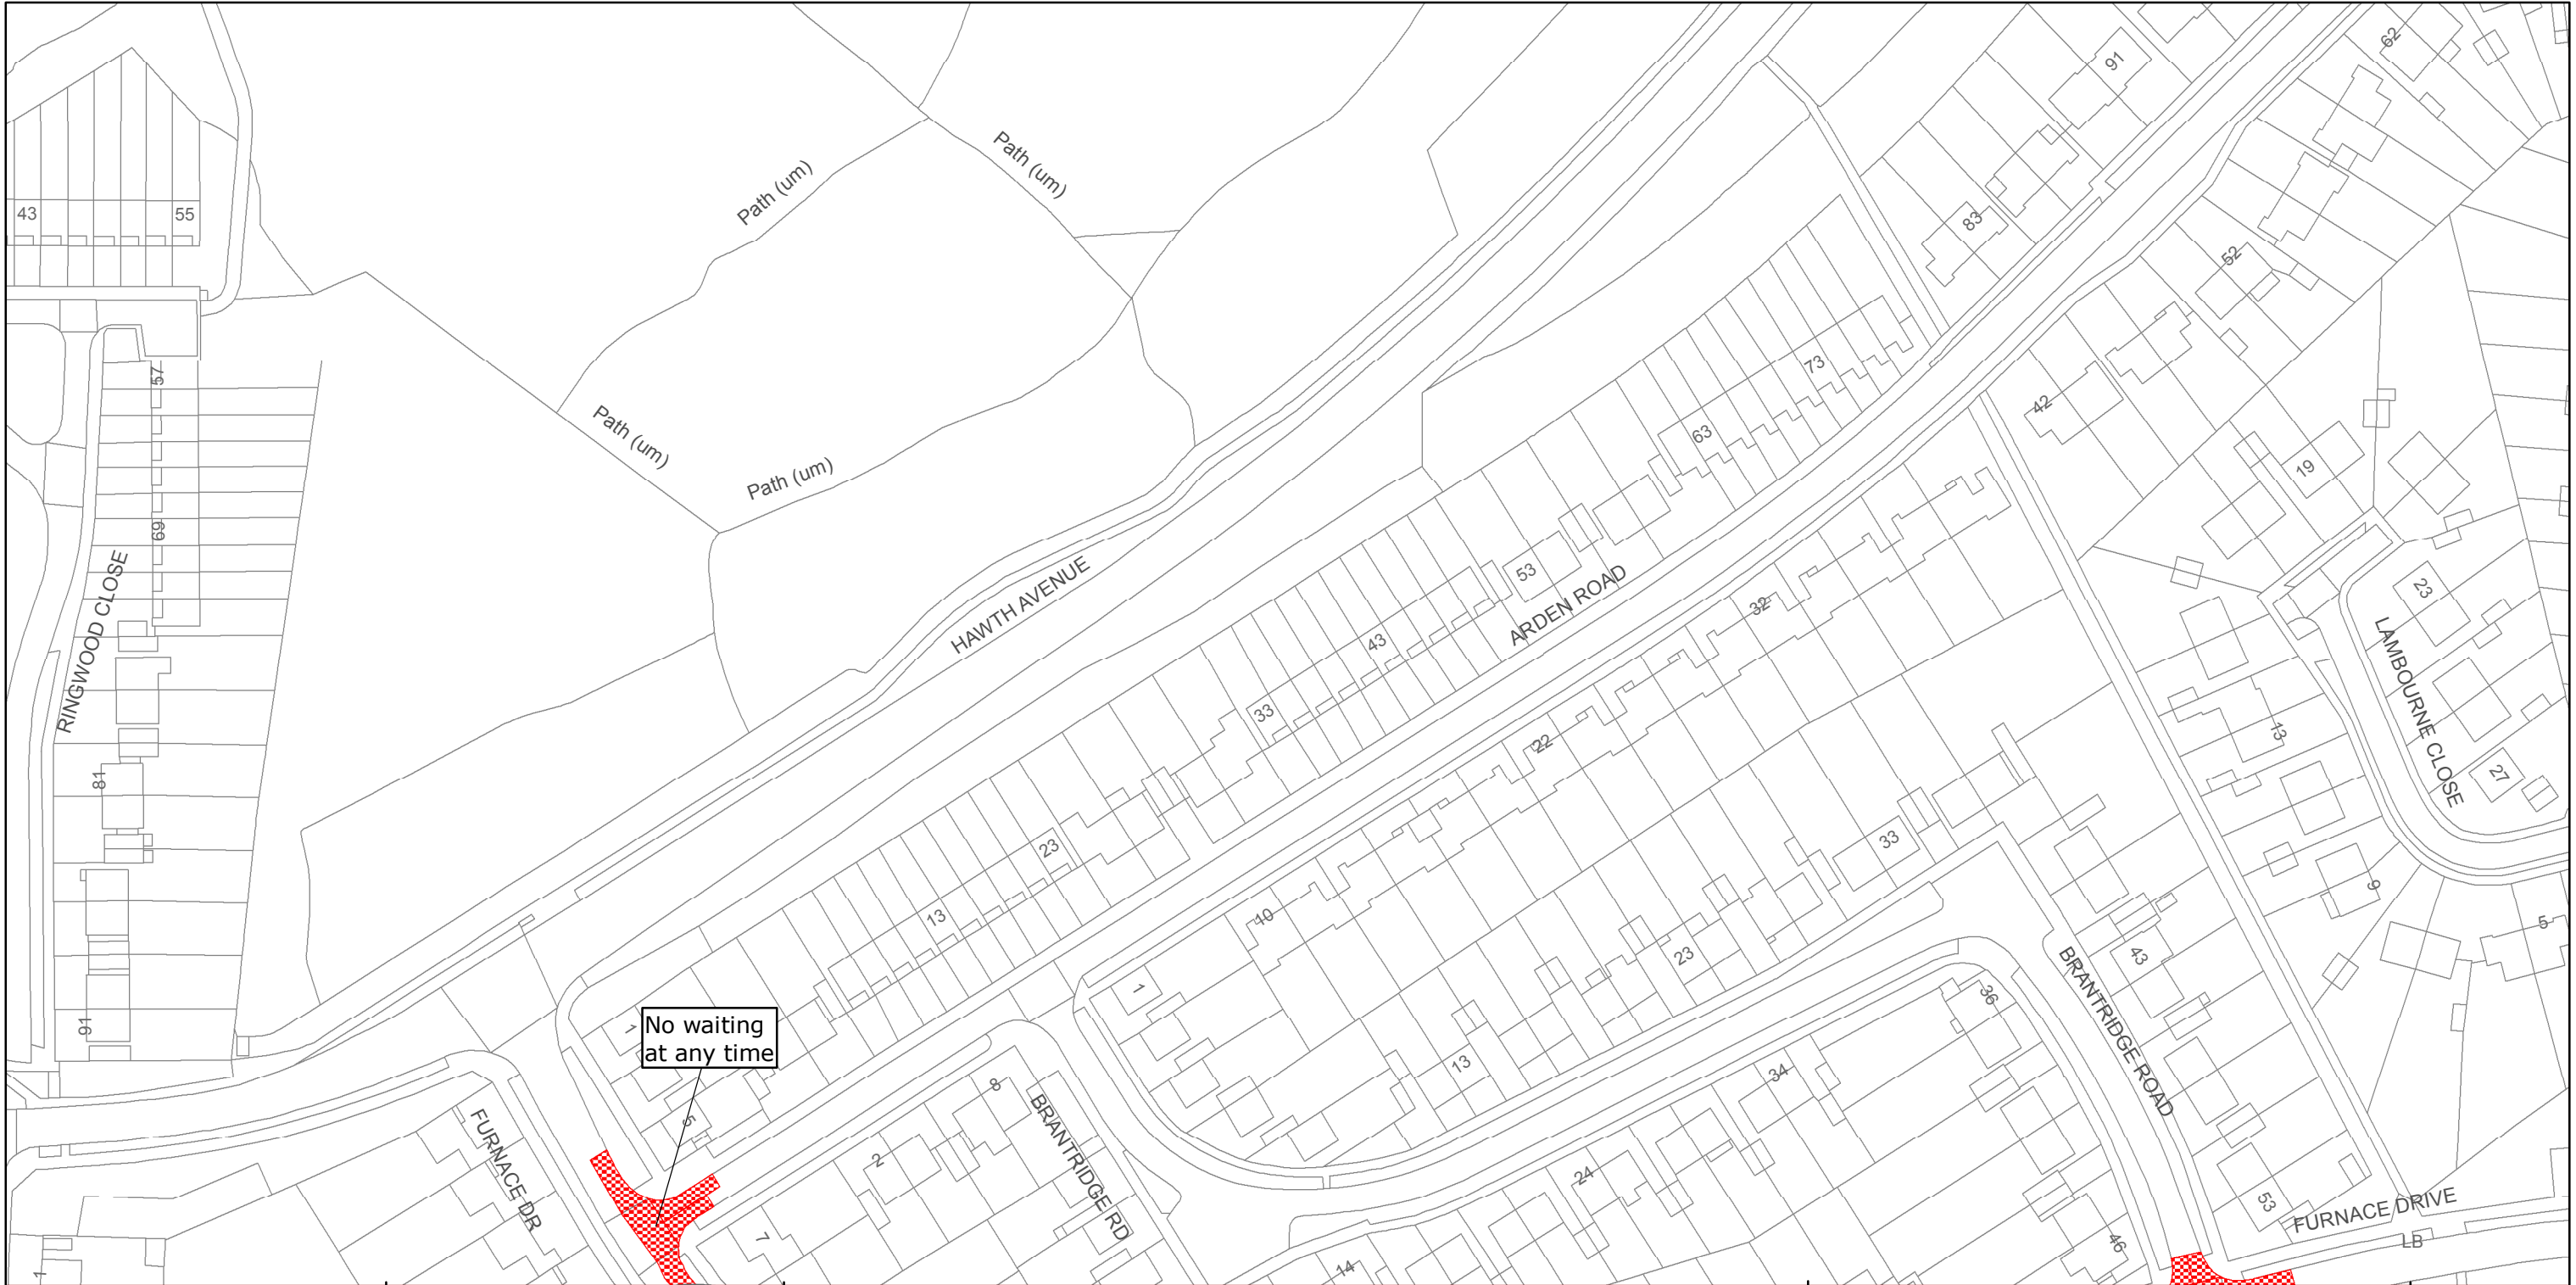 62
91
Path (um)
Path (um)
43
55
83
52
57
73
42
Path (um)
63
19
Path (um)
69
RINGWOOD CLOSE
HAWTH AVENUE
53
ARDEN ROAD
23
32
43
LAMBOURNE CLOSE
33
22
13
81
27
23
33
10
13
9
5
23
43
BRANTRIDGE ROAD
1
36
91
1
No waiting
at any time
13
34
8
BRANTRIDGE RD
FURNACE DR
5
2
24
53
FURNACE DRIVE
7
46
LB
14
1